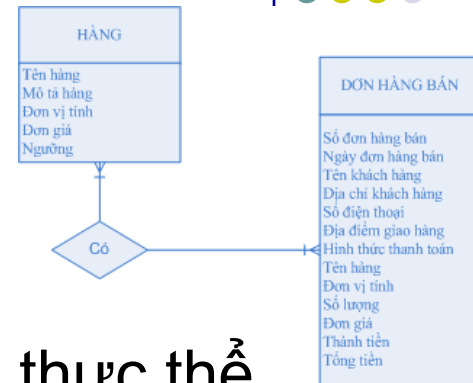 HÀNG
Tên hàng
Mô tả hàng
Đơn vị tính
Đơn giá
Ngưỡng
Có
ĐƠN HÀNG BÁN
Số đơn hàng bán
Ngày đơn hàng bán
Tên khách hàng
Địa chỉ khách hàng
Số điện thoại
Địa điểm giao hàng
Hình thức thanh toán
Tên hàng
Đơn vị tính
Số lượng
Đơn giá
Thành tiền
Tổng tiền
thực thể